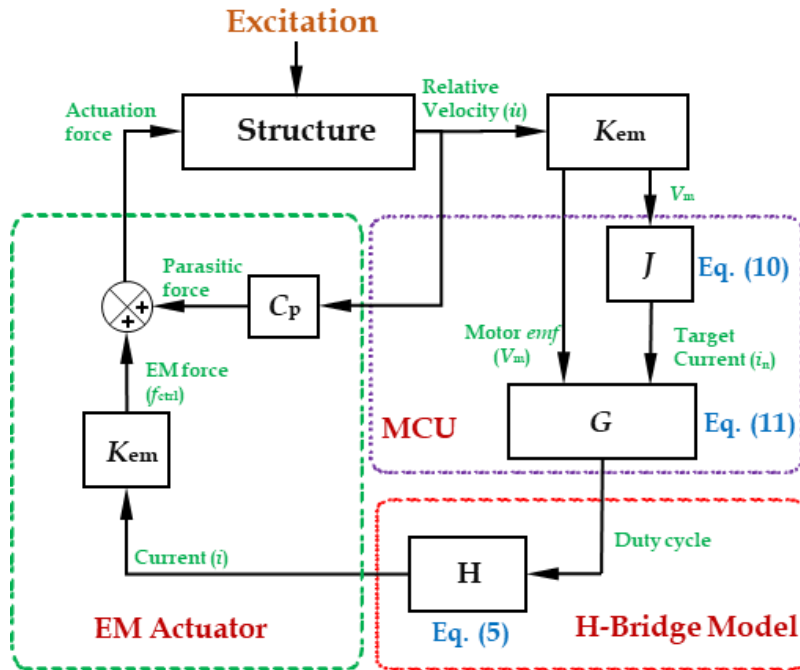 Excitation
Actuation
force
Structure
Relative
Velocity (u̇)
Kem
Vm
J
Eq. (10)
Parasitic
force
Cp
Motor emf
(Vm)
Target
Current (in)
EM force
(fctrl)
G
Eq. (11)
MCU
Kem
Duty cycle
Current (i)
H
Eq. (5)
EM Actuator
H-Bridge Model
+
+